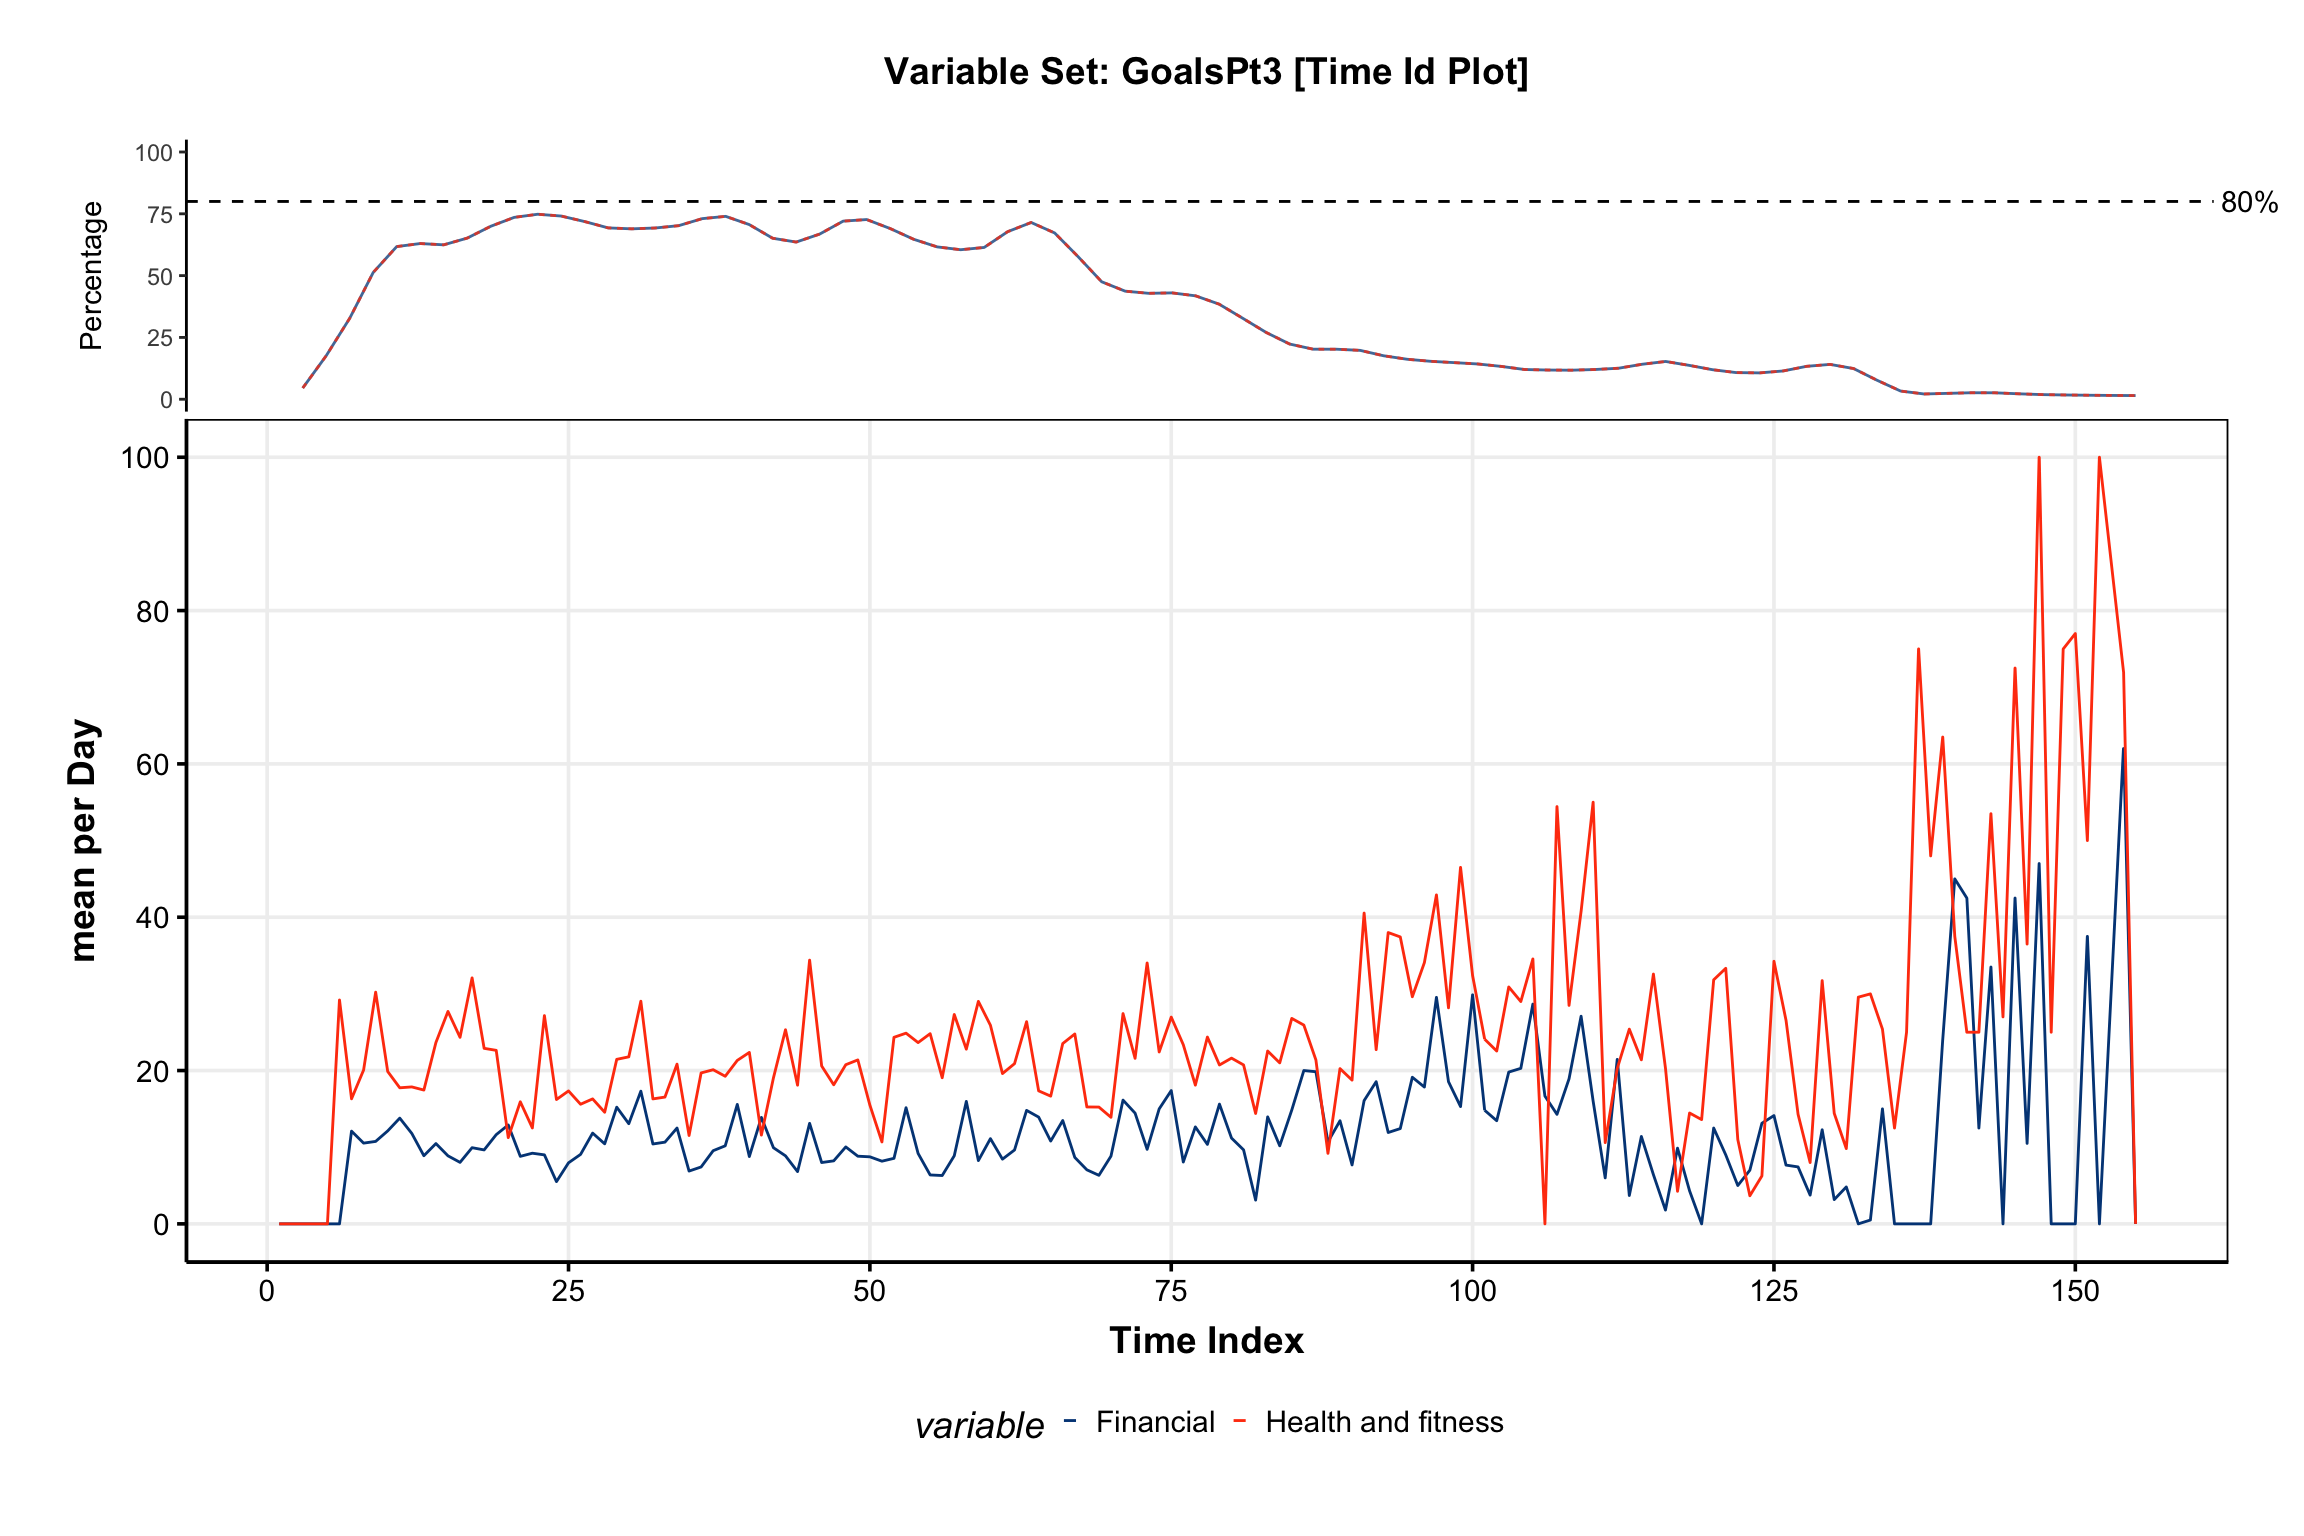 Variable Set: GoalsPt3 [Time Id Plot]
100
75
50
25
0
Percentage
80%
100
80
60
40
20
0
mean per Day
0 25 50 75 100 125 150
Time Index
variable Financial Health and fitness